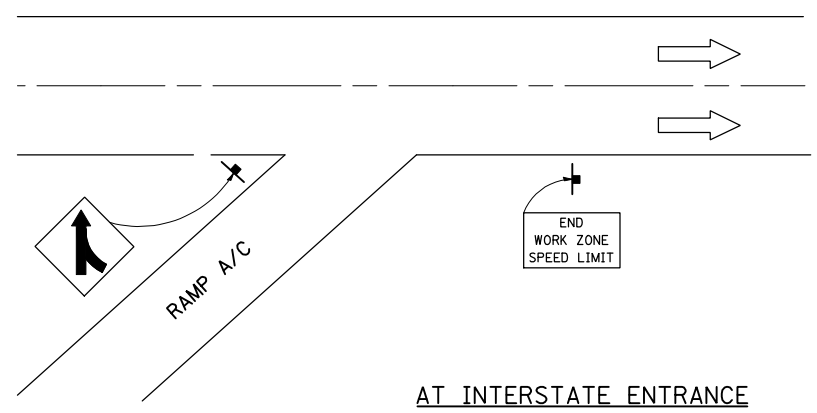 END
WORK ZONE
SPEED LIMIT
RAMP A/C
AT INTERSTATE ENTRANCE